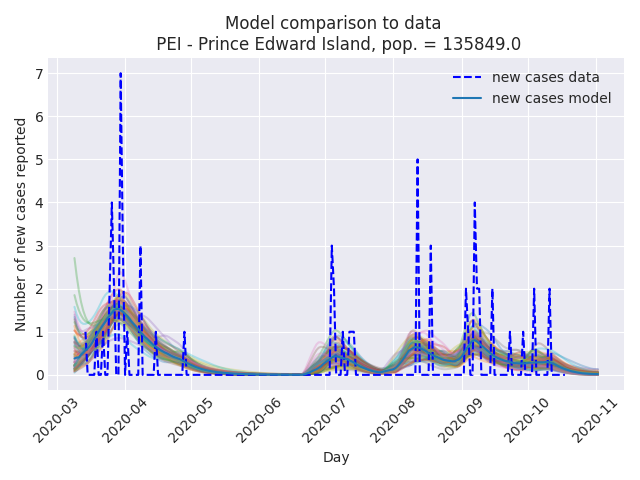 Model comparison to data
PEI - Prince Edward Island, pop. = 135849.0
new cases data
new cases model
Number of new cases reported
7
6
5
4
3
2
1
0
2020-03
2020-04
2020-05
2020-06
2020-07
2020-08
2020-09
2020-10
2020-11
Day